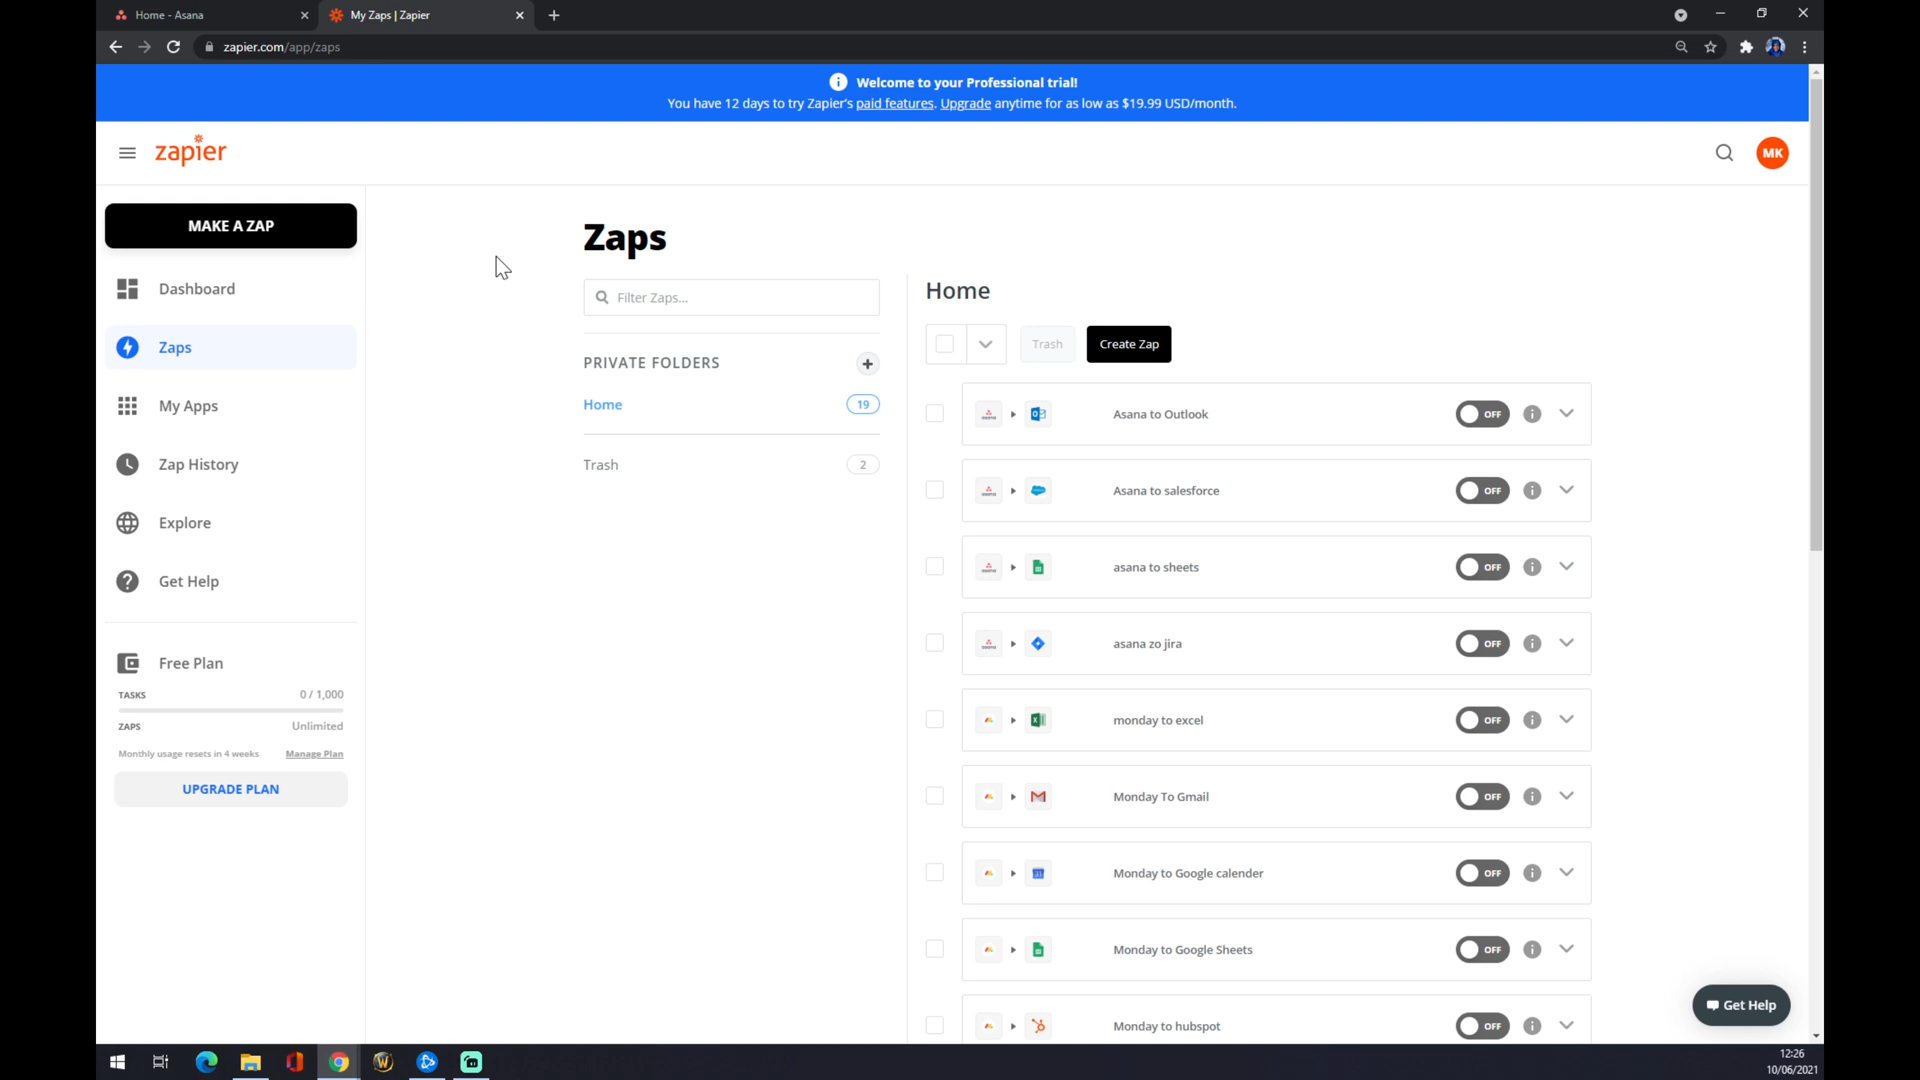 Home - Asana
My Zaps | Zapier
zapier.com/app/zaps
Welcome to your Professional trial!
You have 12 days to try Zapier's paid features. Upgrade anytime for as low as $19.99 USD/month.
zapier
MK
MAKE A ZAP
Dashboard
Zaps
My Apps
Zap History
Explore
Get Help
Free Plan
TASKS 0 / 1,000
ZAPS Unlimited
Monthly usage resets in 4 weeks Manage Plan
UPGRADE PLAN
Zaps
Filter Zaps...
PRIVATE FOLDERS
Home 19
Trash 2
Home
Trash
Create Zap
asana Asana to Outlook OFF
asana Asana to salesforce OFF
asana asana to sheets OFF
asana asana zo jira OFF
monday to excel OFF
Monday To Gmail OFF
Monday to Google calender OFF
Monday to Google Sheets OFF
Monday to hubspot OFF
Get Help
12:26
10/06/2021